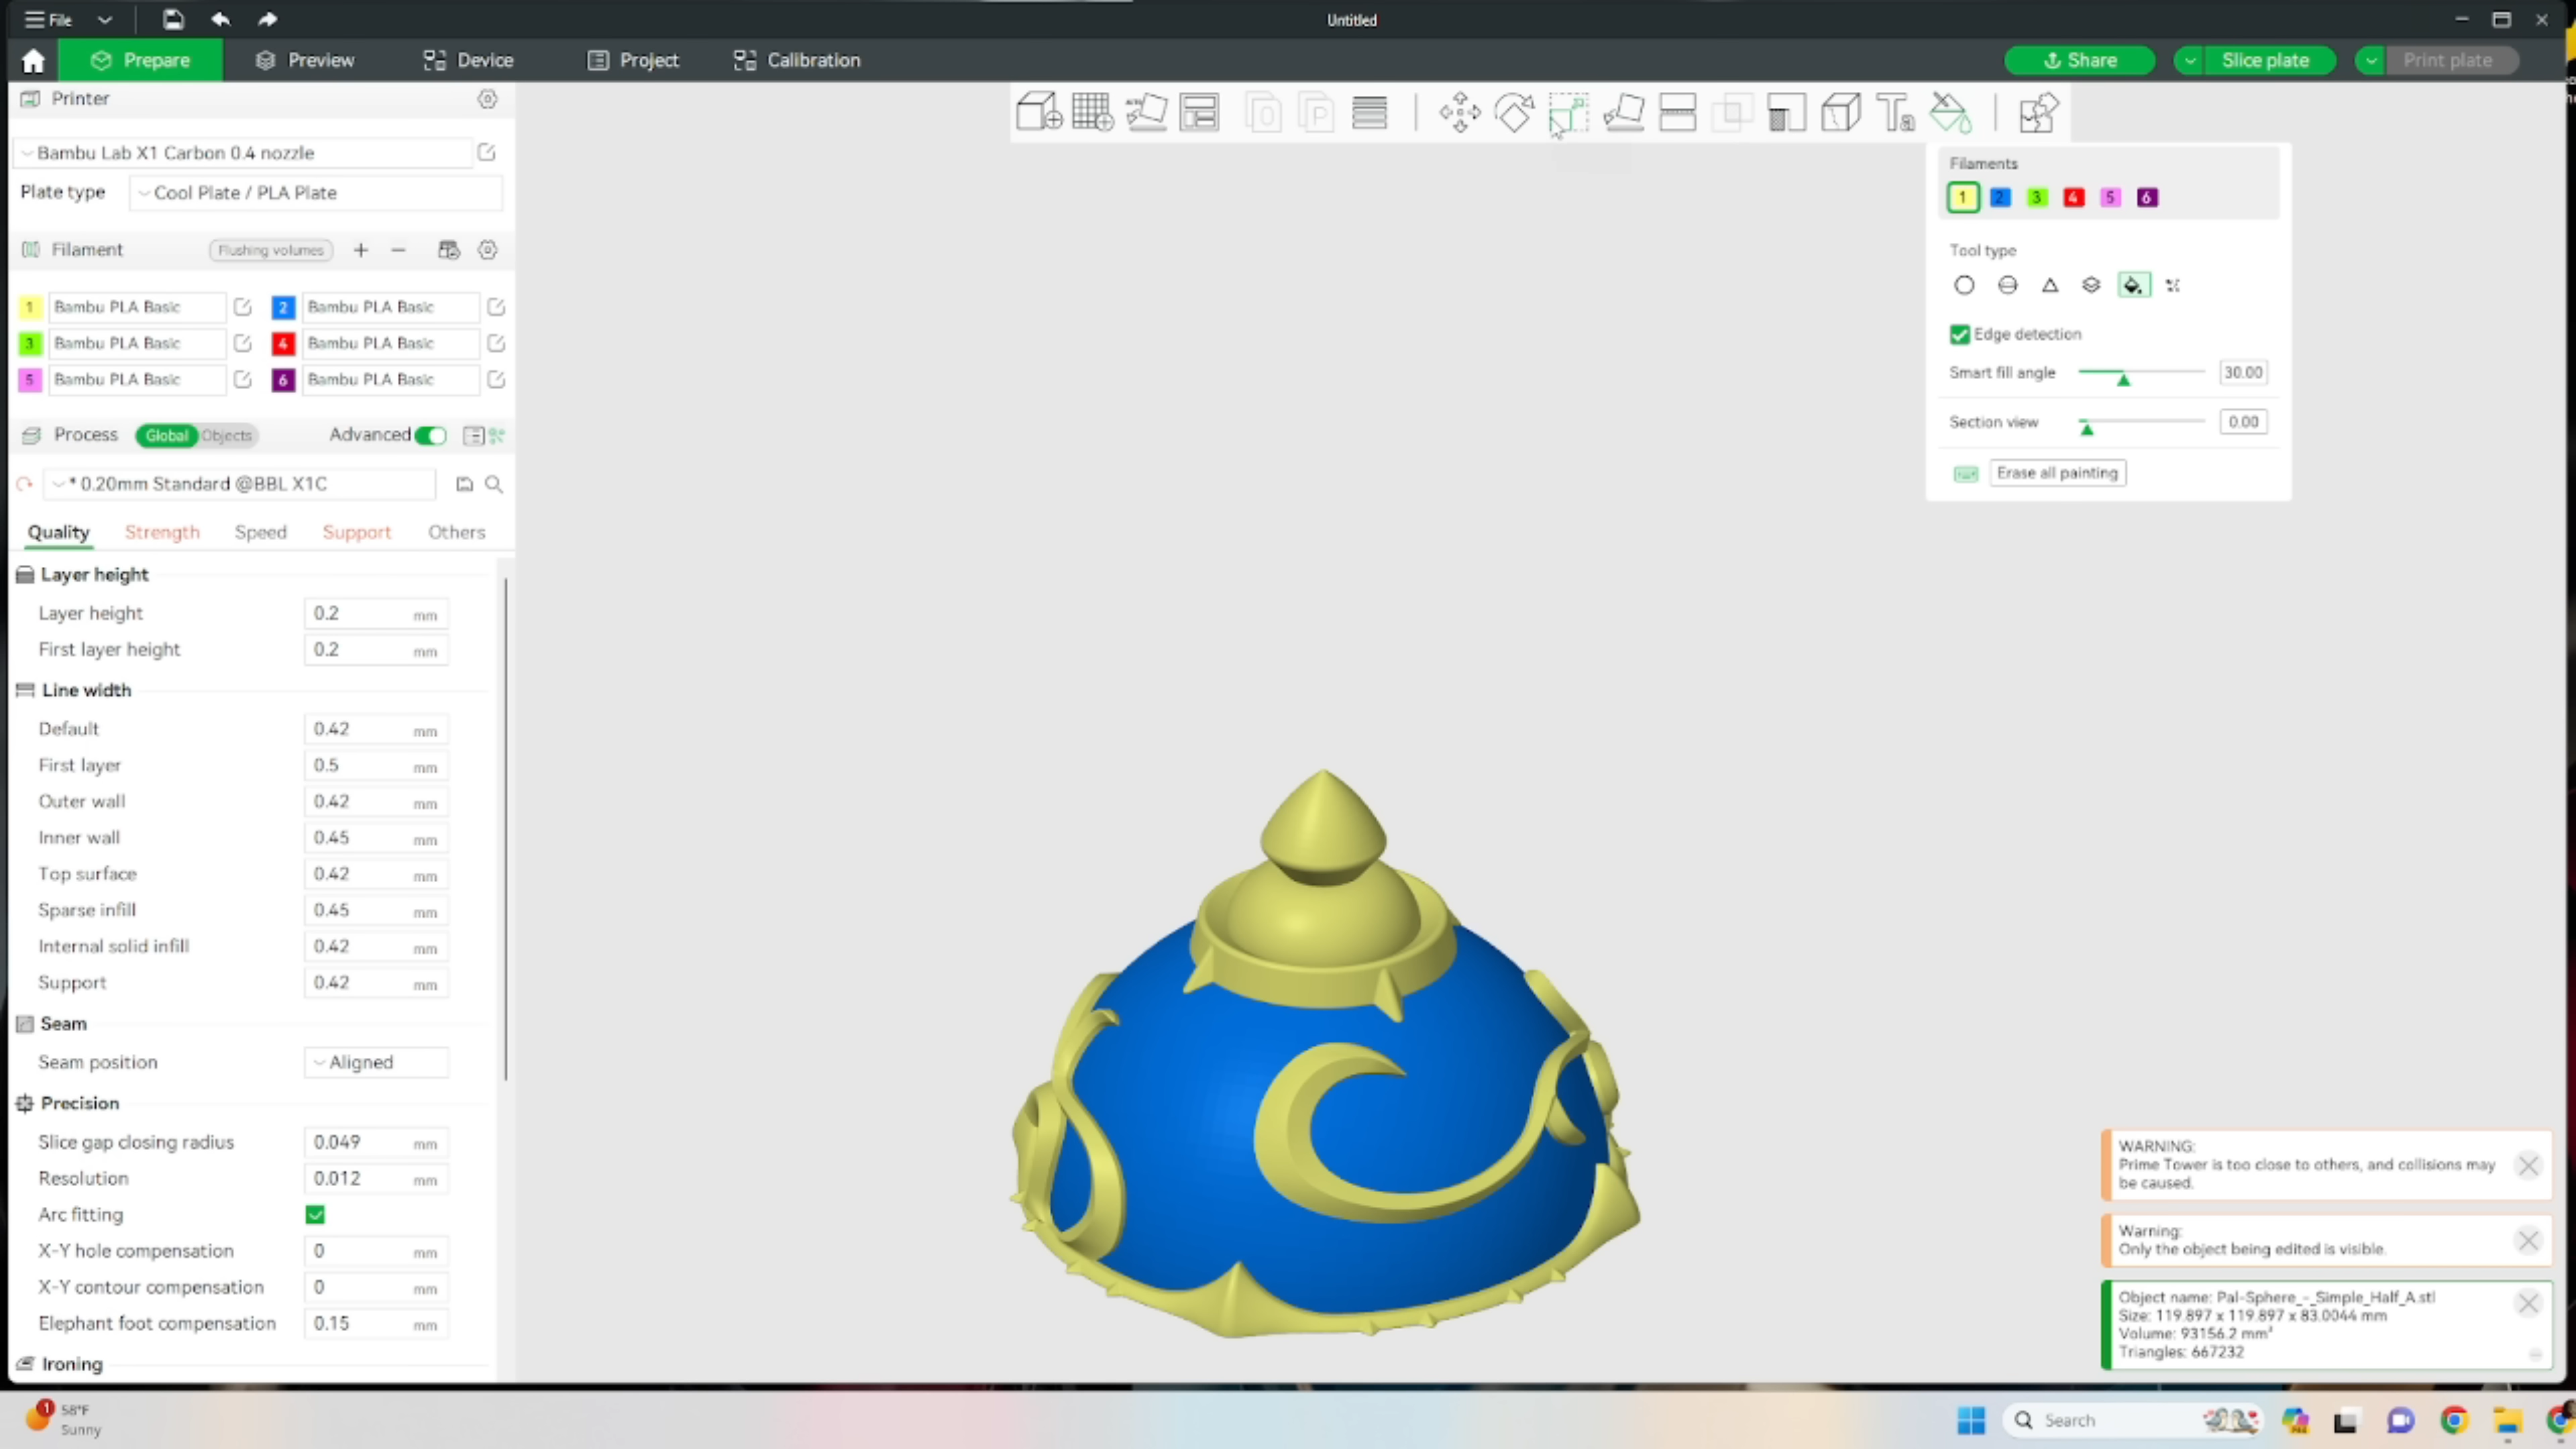 File
Untitled
Prepare
Preview
Device
Project
Calibration
Share
Slice plate
Print plate
Printer
Bambu Lab X1 Carbon 0.4 nozzle
Plate type
Cool Plate / PLA Plate
Filament
Flushing volumes
1 Bambu PLA Basic
2 Bambu PLA Basic
3 Bambu PLA Basic
4 Bambu PLA Basic
5 Bambu PLA Basic
6 Bambu PLA Basic
Process
Global
Objects
Advanced
* 0.20mm Standard @BBL X1C
Quality
Strength
Speed
Support
Others
Layer height
Layer height 0.2 mm
First layer height 0.2 mm
Line width
Default 0.42 mm
First layer 0.5 mm
Outer wall 0.42 mm
Inner wall 0.45 mm
Top surface 0.42 mm
Sparse infill 0.45 mm
Internal solid infill 0.42 mm
Support 0.42 mm
Seam
Seam position Aligned
Precision
Slice gap closing radius 0.049 mm
Resolution 0.012 mm
Arc fitting
X-Y hole compensation 0 mm
X-Y contour compensation 0 mm
Elephant foot compensation 0.15 mm
Ironing
Filaments
1 2 3 4 5 6
Tool type
Edge detection
Smart fill angle 30.00
Section view 0.00
Erase all painting
WARNING:
Prime Tower is too close to others, and collisions may
be caused.
Warning:
Only the object being edited is visible.
Object name: Pal-Sphere_-_Simple_Half_A.stl
Size: 119.897 x 119.897 x 83.0044 mm
Volume: 93156.2 mm³
Triangles: 667232
1
58°F
Sunny
Search